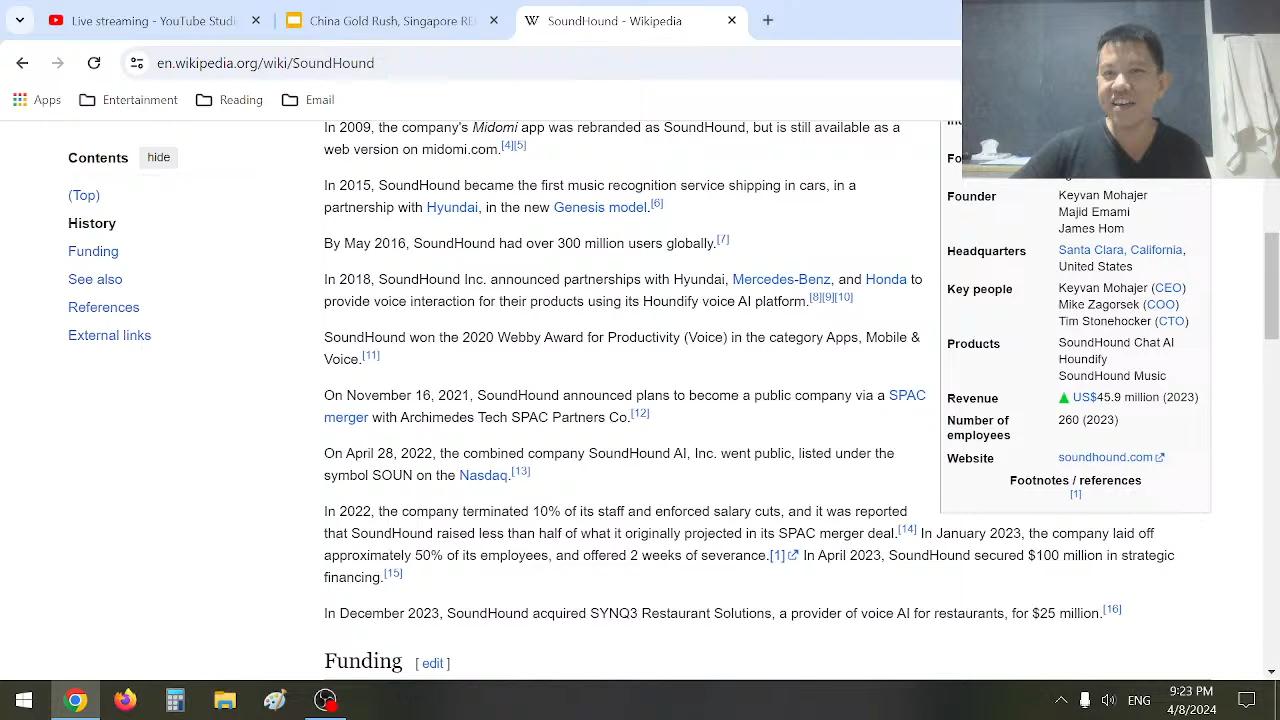 Live streaming - YouTube Studi
China Gold Rush, Singapore RE
SoundHound - Wikipedia
en.wikipedia.org/wiki/SoundHound
Apps
Entertainment
Reading
Email
Contents hide
(Top)
History
Funding
See also
References
External links
In 2009, the company's Midomi app was rebranded as SoundHound, but is still available as a
web version on midomi.com.[4][5]
In 2015, SoundHound became the first music recognition service shipping in cars, in a
partnership with Hyundai, in the new Genesis model.[6]
By May 2016, SoundHound had over 300 million users globally.[7]
In 2018, SoundHound Inc. announced partnerships with Hyundai, Mercedes-Benz, and Honda to
provide voice interaction for their products using its Houndify voice AI platform.[8][9][10]
SoundHound won the 2020 Webby Award for Productivity (Voice) in the category Apps, Mobile &
Voice.[11]
On November 16, 2021, SoundHound announced plans to become a public company via a SPAC
merger with Archimedes Tech SPAC Partners Co.[12]
On April 28, 2022, the combined company SoundHound AI, Inc. went public, listed under the
symbol SOUN on the Nasdaq.[13]
In 2022, the company terminated 10% of its staff and enforced salary cuts, and it was reported
that SoundHound raised less than half of what it originally projected in its SPAC merger deal.[14] In January 2023, the company laid off
approximately 50% of its employees, and offered 2 weeks of severance.[1] In April 2023, SoundHound secured $100 million in strategic
financing.[15]
In December 2023, SoundHound acquired SYNQ3 Restaurant Solutions, a provider of voice AI for restaurants, for $25 million.[16]
Funding [ edit ]
Fo
Founder Keyvan Mohajer
Majid Emami
James Hom
Headquarters Santa Clara, California,
United States
Key people Keyvan Mohajer (CEO)
Mike Zagorsek (COO)
Tim Stonehocker (CTO)
Products SoundHound Chat AI
Houndify
SoundHound Music
Revenue US$45.9 million (2023)
Number of 260 (2023)
employees
Website soundhound.com
Footnotes / references
[1]
ENG
9:23 PM
4/8/2024